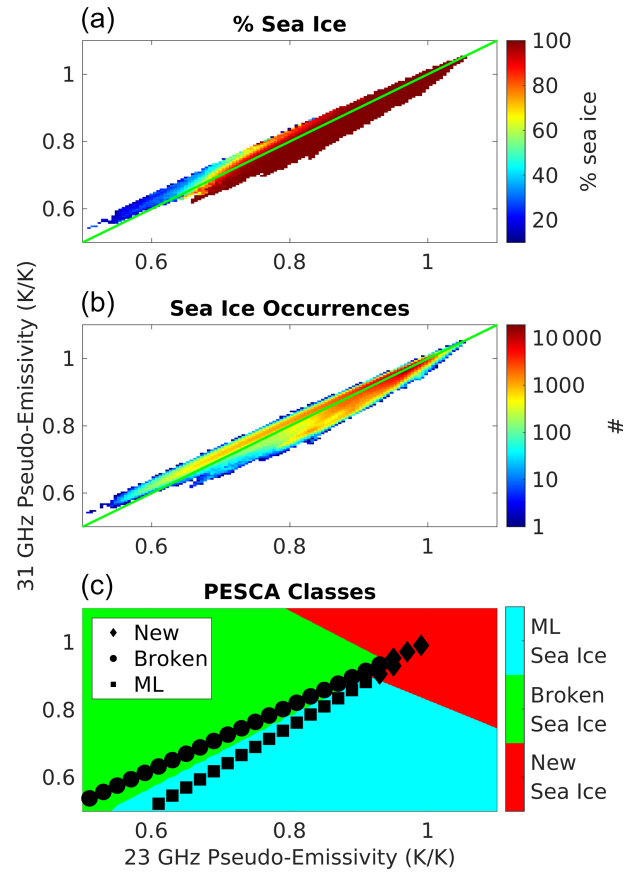 (a)
% Sea Ice
1
0.8
0.6
0.6
0.8
1
100
80
60
40
20
% sea ice
(b)
Sea Ice Occurrences
1
0.8
0.6
0.6
0.8
1
10 000
1000
100
10
1
#
31 GHz Pseudo-Emissivity (K/K)
(c)
PESCA Classes
New
Broken
ML
1
0.8
0.6
0.6
0.8
1
23 GHz Pseudo-Emissivity (K/K)
ML
Sea Ice
Broken
Sea Ice
New
Sea Ice